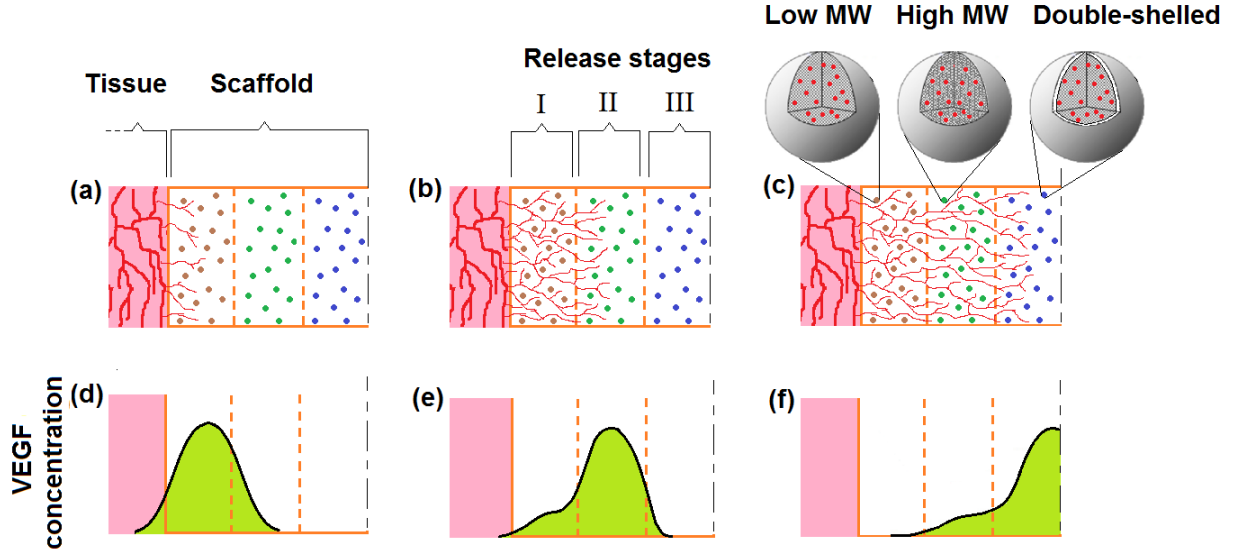 Low MW
High MW
Double-shelled
Release stages
Tissue
Scaffold
I
II
III
(a)
(b)
(c)
(d)
(e)
(f)
VEGF
concentration